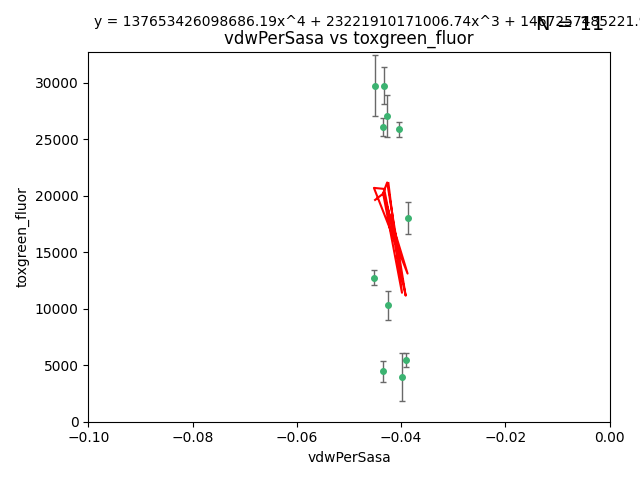 y = 137653426098686.19x^4 + 23221910171006.74x^3 +
N = 11
vdwPerSasa vs toxgreen_fluor
30000
25000
20000
15000
10000
5000
0
toxgreen_fluor
−0.10 −0.08 −0.06 −0.04 −0.02 0.00
vdwPerSasa